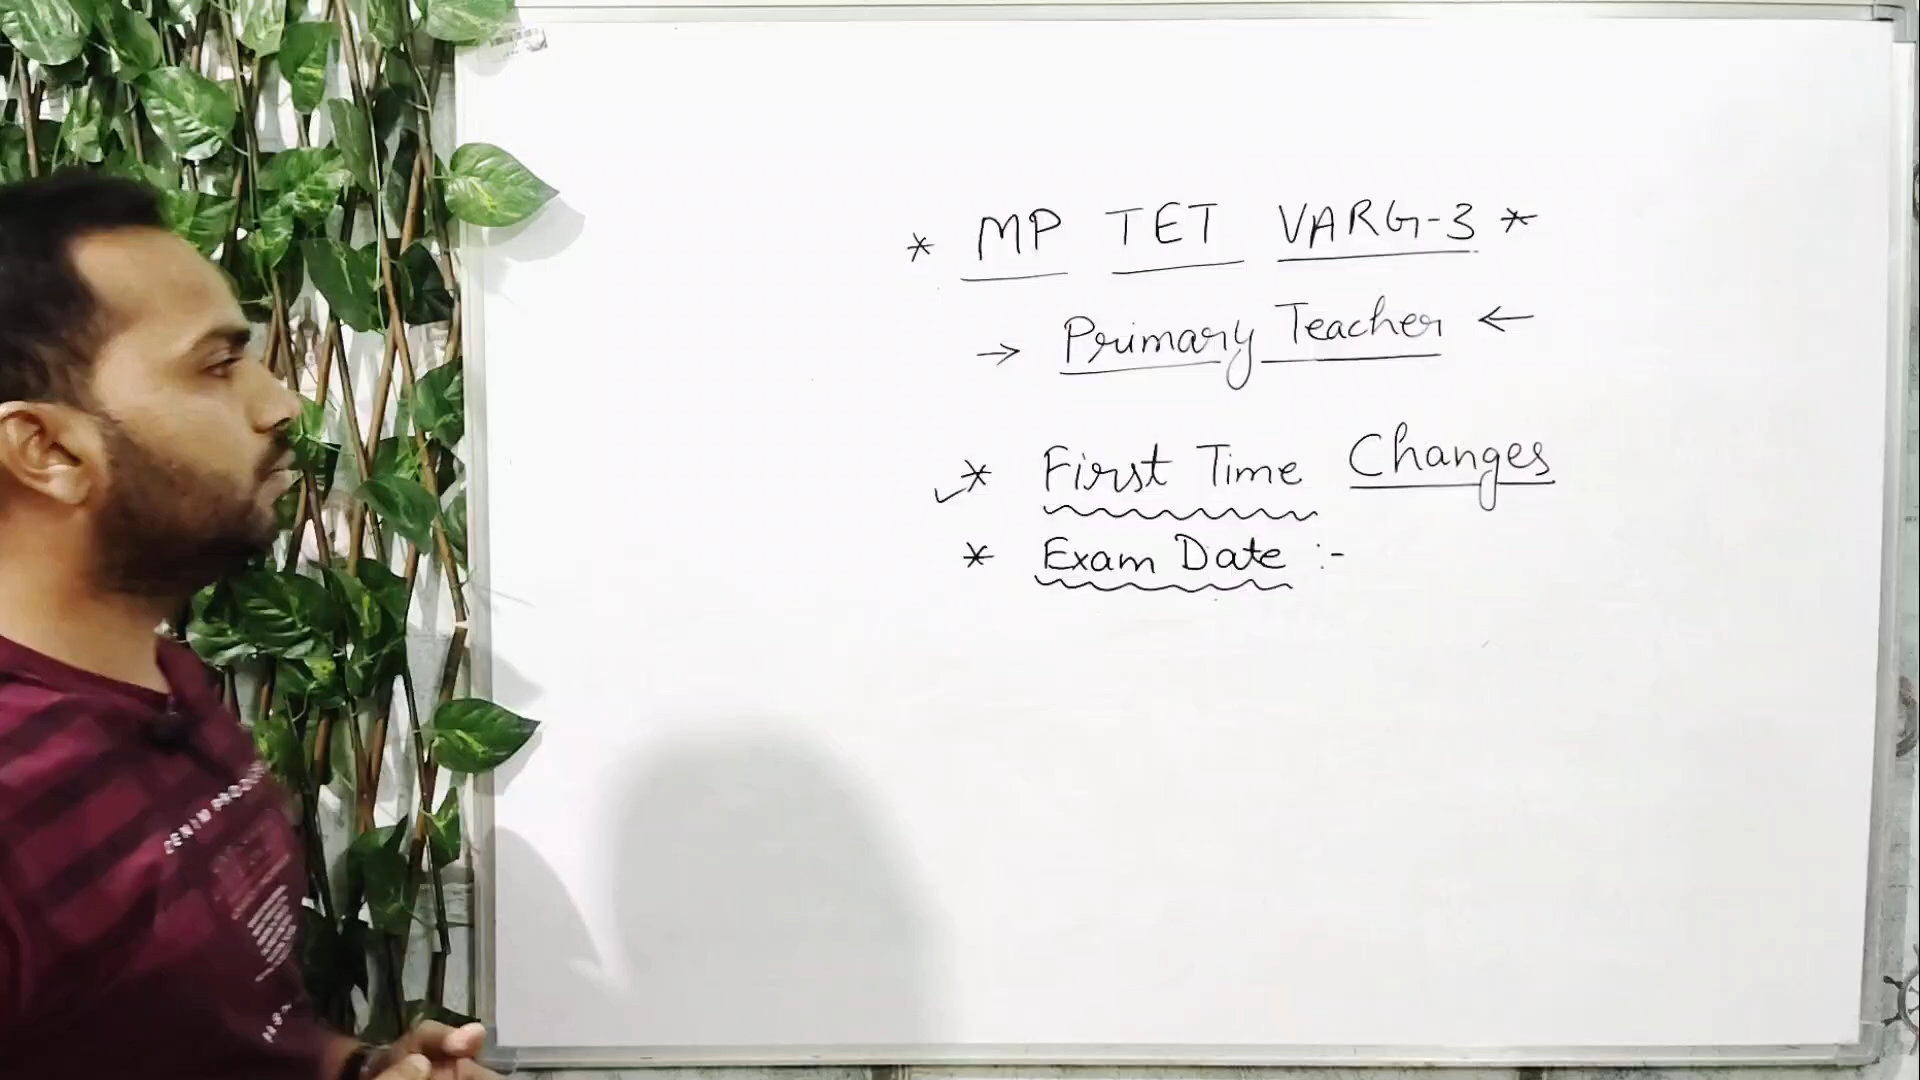 * MP TET VARG-3 *
→ Primary Teacher ←
✓* First Time Changes
* Exam Date :-